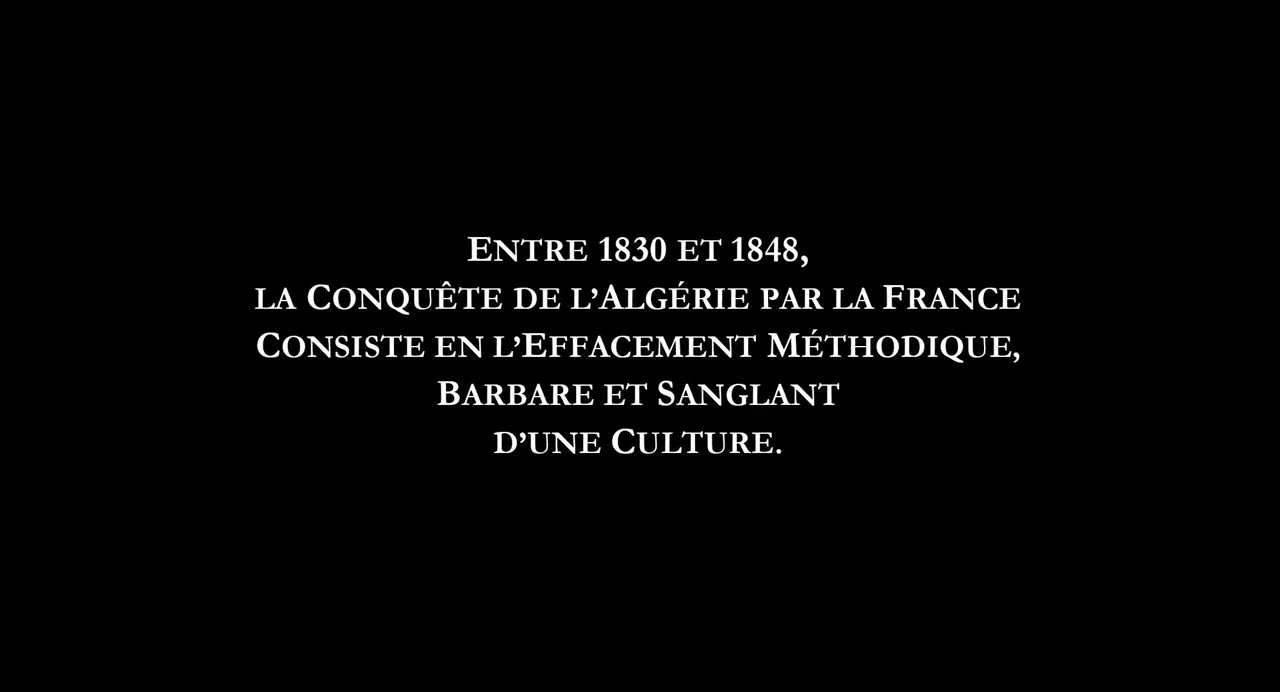 Entre 1830 et 1848,
la Conquête de l’Algérie par la France
Consiste en l’Effacement Méthodique,
Barbare et Sanglant
d’une Culture.